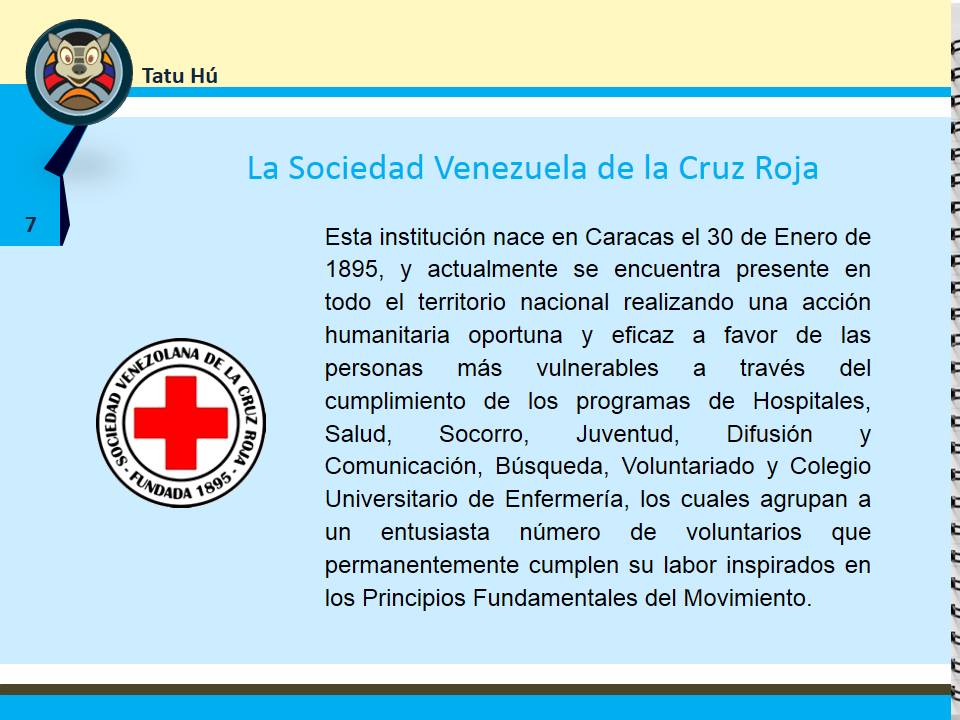 Tatu Hú
La Sociedad Venezuela de la Cruz Roja
7
Esta institución nace en Caracas el 30 de Enero de
1895, y actualmente se encuentra presente en
todo el territorio nacional realizando una acción
humanitaria oportuna y eficaz a favor de las
personas más vulnerables a través del
cumplimiento de los programas de Hospitales,
Salud, Socorro, Juventud, Difusión y
Comunicación, Búsqueda, Voluntariado y Colegio
Universitario de Enfermería, los cuales agrupan a
un entusiasta número de voluntarios que
permanentemente cumplen su labor inspirados en
los Principios Fundamentales del Movimiento.
SOCIEDAD VENEZOLANA DE LA CRUZ ROJA
- FUNDADA 1895 -